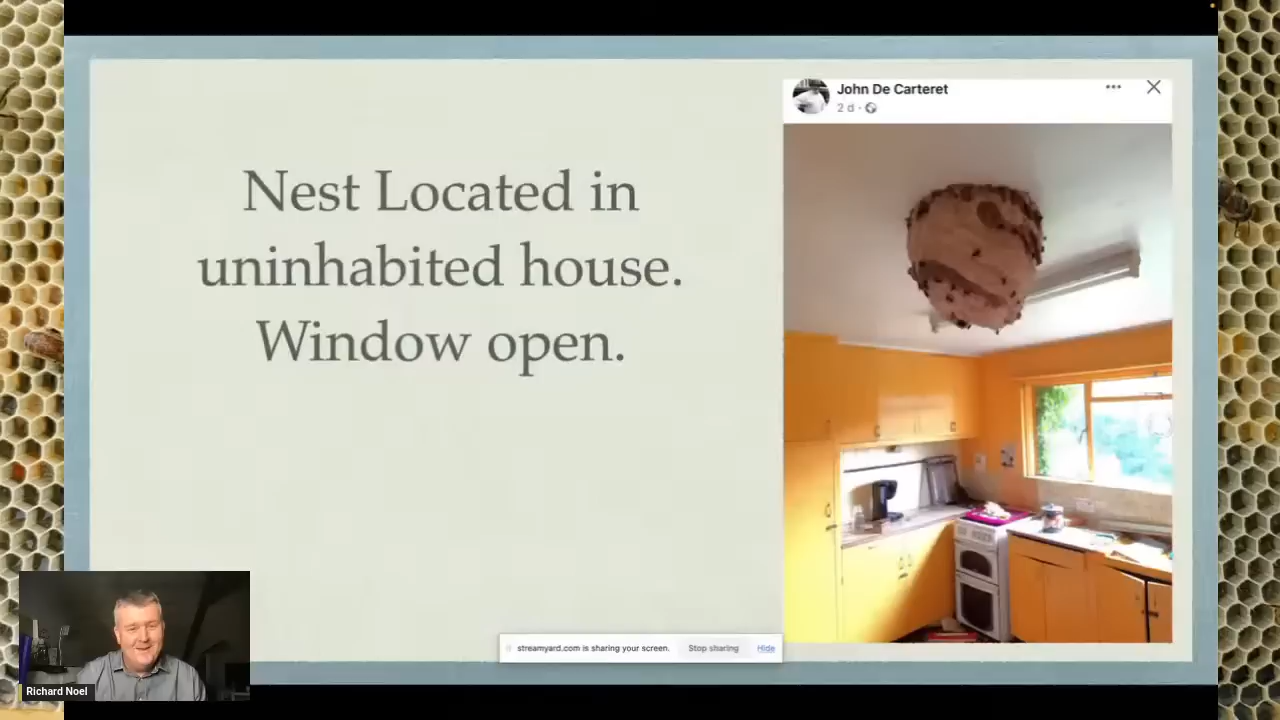 Nest Located in
uninhabited house.
Window open.
John De Carteret
2 d ·
streamyard.com is sharing your screen.
Stop sharing
Hide
Richard Noel